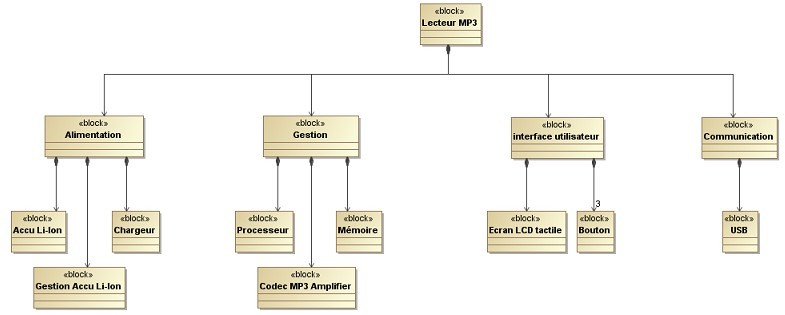 «block»
Lecteur MP3
«block»
Alimentation
«block»
Gestion
«block»
interface utilisateur
«block»
Communication
3
«block»
Accu Li-Ion
«block»
Chargeur
«block»
Processeur
«block»
Mémoire
«block»
Ecran LCD tactile
«block»
Bouton
«block»
USB
«block»
Gestion Accu Li-Ion
«block»
Codec MP3 Amplifier